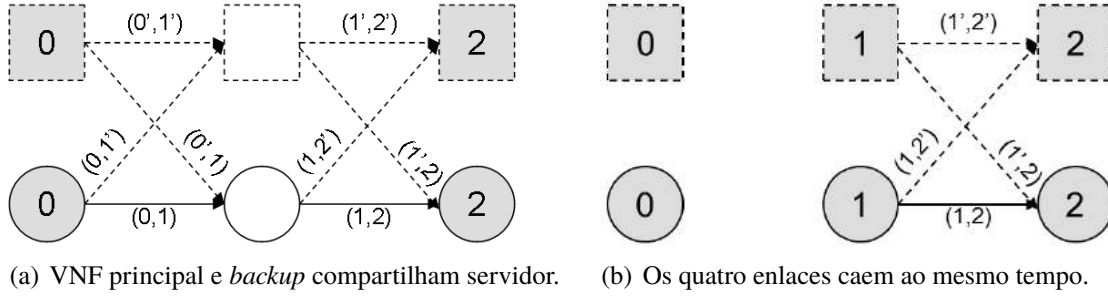 0 (0',1') (1',2') 2
(0,1') (0',1) (1,2') (1',2)
0 (0,1) (1,2) 2
(a) VNF principal e backup compartilham servidor.
0 1 (1',2') 2
(1,2') (1',2)
0 1 (1,2) 2
(b) Os quatro enlaces caem ao mesmo tempo.